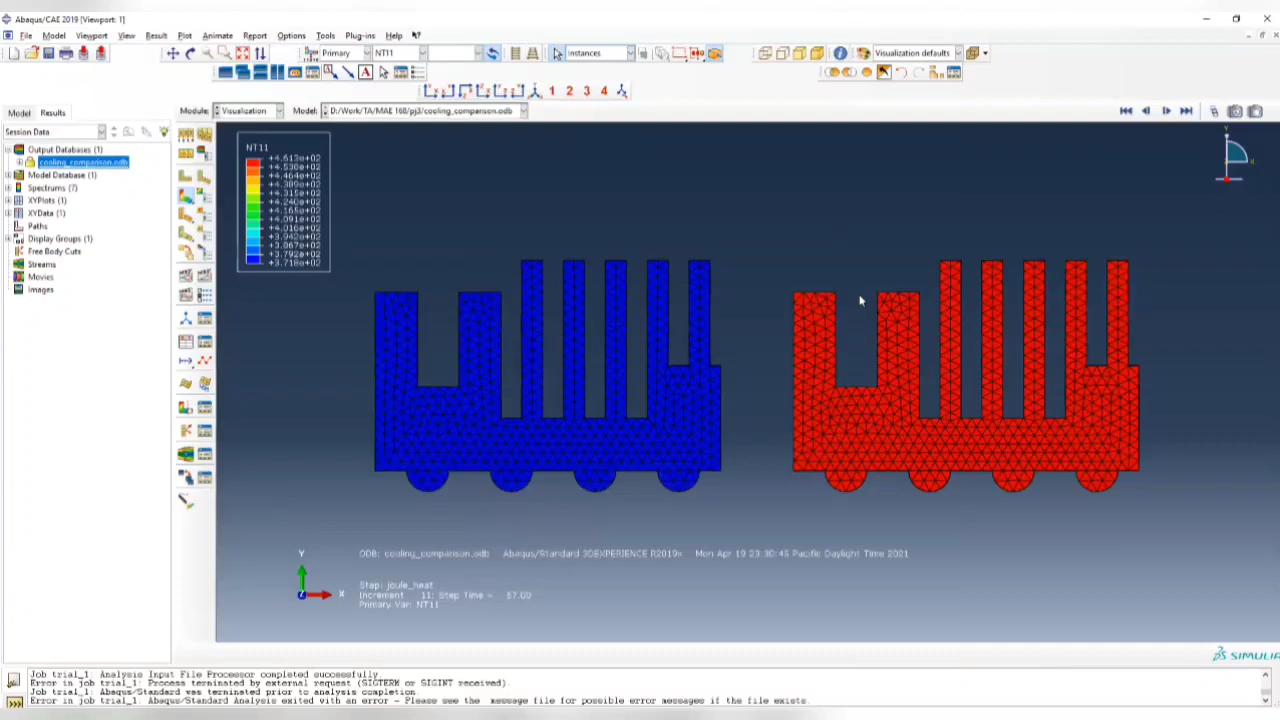 Abaqus/CAE 2019 [Viewport: 1]
File Model Viewport View Result Plot Animate Report Options Tools Plug-ins Help
Primary NT11 Instances Visualization defaults
1 2 3 4
Model Results
Module: Visualization Model: D:/Work/TA/MAE 168/pj3/cooling_comparison.odb
Session Data
Output Databases (1)
cooling_comparison.odb
Model Database (1)
Spectrums (7)
XYPlots (1)
XYData (1)
Paths
Display Groups (1)
Free Body Cuts
Streams
Movies
Images
NT11
+4.613e+02
+4.538e+02
+4.464e+02
+4.389e+02
+4.315e+02
+4.240e+02
+4.165e+02
+4.091e+02
+4.016e+02
+3.942e+02
+3.867e+02
+3.792e+02
+3.718e+02
Y
X
ODB: cooling_comparison.odb Abaqus/Standard 3DEXPERIENCE R2019x Mon Apr 19 23:30:45 Pacific Daylight Time 2021
Step: joule_heat
Increment 11: Step Time = 57.00
Primary Var: NT11
Y
Z X
SIMULIA
Job trial_1: Analysis Input File Processor completed successfully.
Error in job trial_1: Process terminated by external request (SIGTERM or SIGINT received).
Job trial_1: Abaqus/Standard was terminated prior to analysis completion.
Error in job trial_1: Abaqus/Standard Analysis exited with an error - Please see the message file for possible error messages if the file exists.